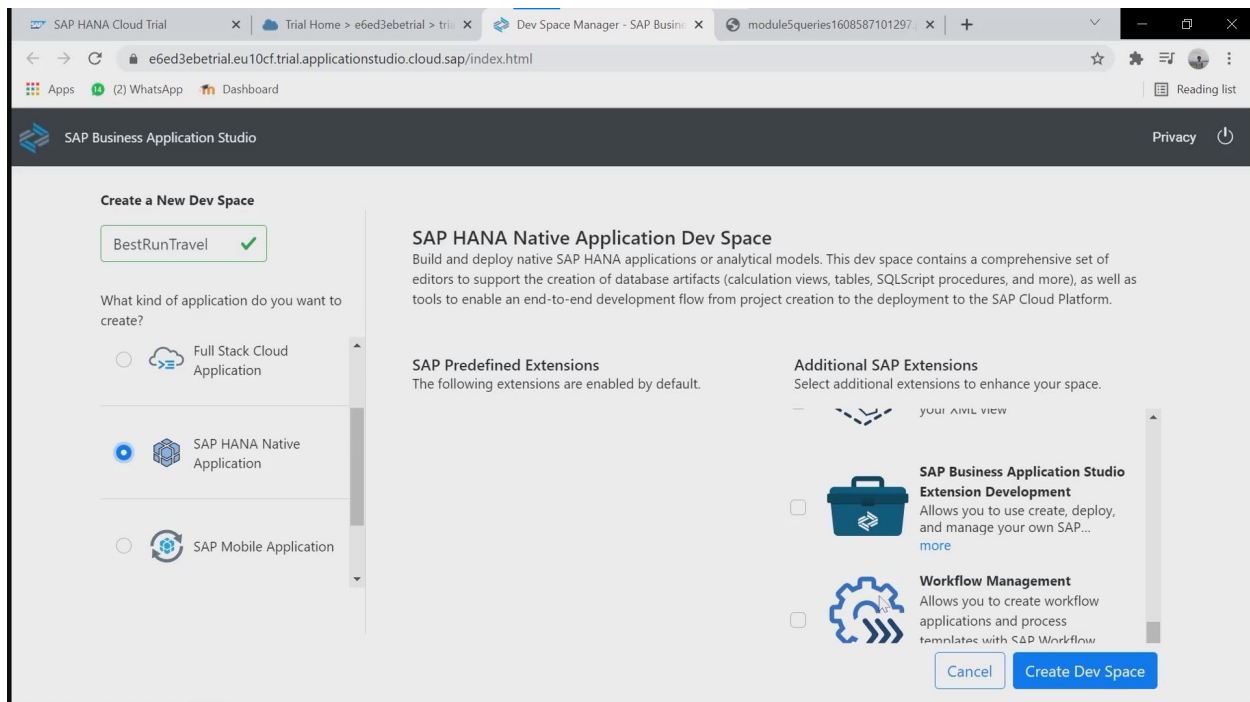 SAP HANA Cloud Trial
Trial Home > e6ed3ebetrial > tria
Dev Space Manager - SAP Busine
module5queries1608587101297.
e6ed3ebetrial.eu10cf.trial.applicationstudio.cloud.sap/index.html
Apps
14
(2) WhatsApp
Dashboard
Reading list
SAP Business Application Studio
Privacy
Create a New Dev Space
BestRunTravel
What kind of application do you want to
create?
Full Stack Cloud
Application
SAP HANA Native
Application
SAP Mobile Application
SAP HANA Native Application Dev Space
Build and deploy native SAP HANA applications or analytical models. This dev space contains a comprehensive set of
editors to support the creation of database artifacts (calculation views, tables, SQLScript procedures, and more), as well as
tools to enable an end-to-end development flow from project creation to the deployment to the SAP Cloud Platform.
SAP Predefined Extensions
The following extensions are enabled by default.
Additional SAP Extensions
Select additional extensions to enhance your space.
your XML view
SAP Business Application Studio
Extension Development
Allows you to use create, deploy,
and manage your own SAP...
more
Workflow Management
Allows you to create workflow
applications and process
templates with SAP Workflow
Cancel
Create Dev Space